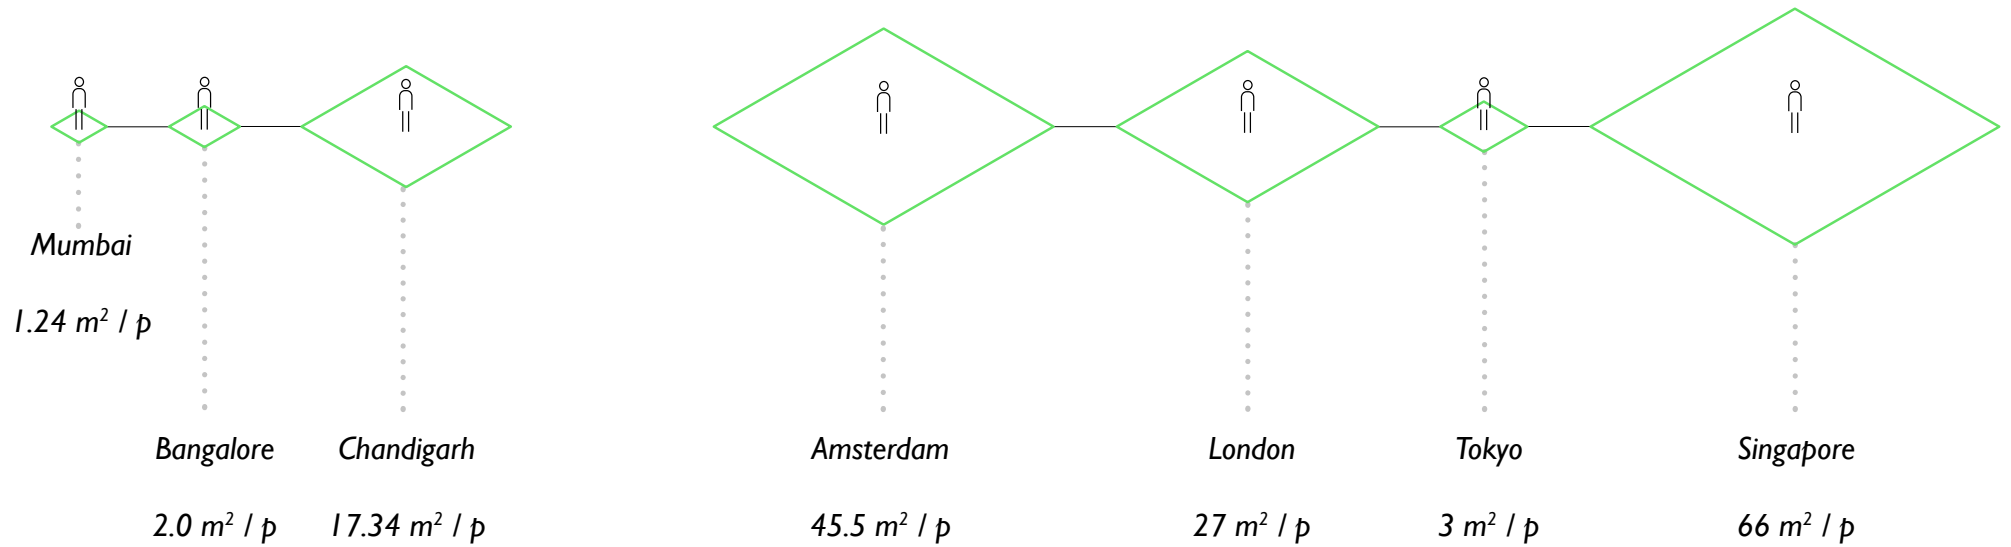 Mumbai
1.24 m² / p
Bangalore
2.0 m² / p
Chandigarh
17.34 m² / p
Amsterdam
45.5 m² / p
London
27 m² / p
Tokyo
3 m² / p
Singapore
66 m² / p